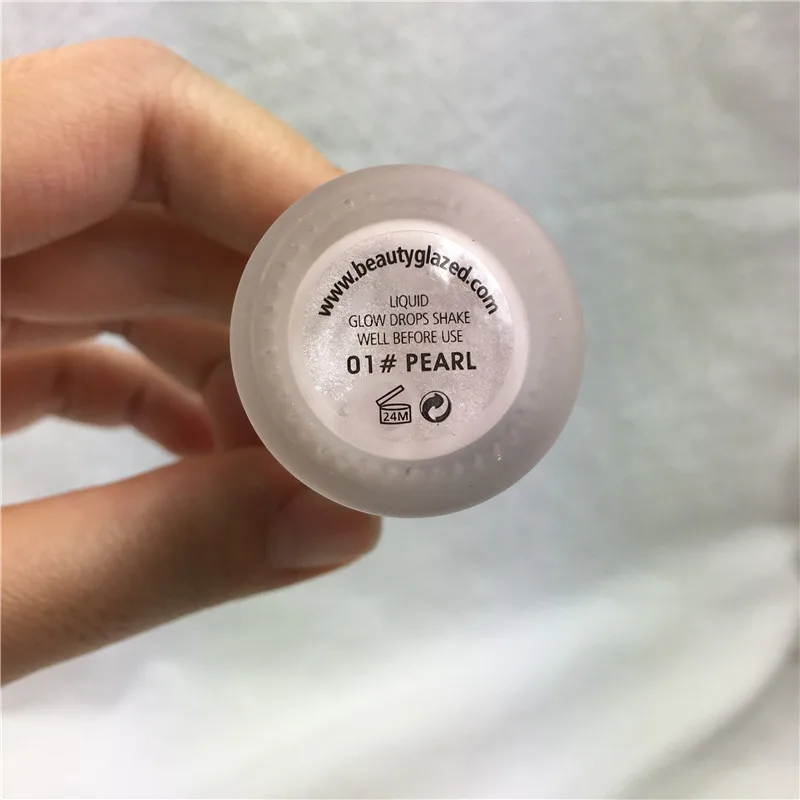 www.beautyglazed.com
LIQUID
GLOW DROPS SHAKE
WELL BEFORE USE
01# PEARL
24M